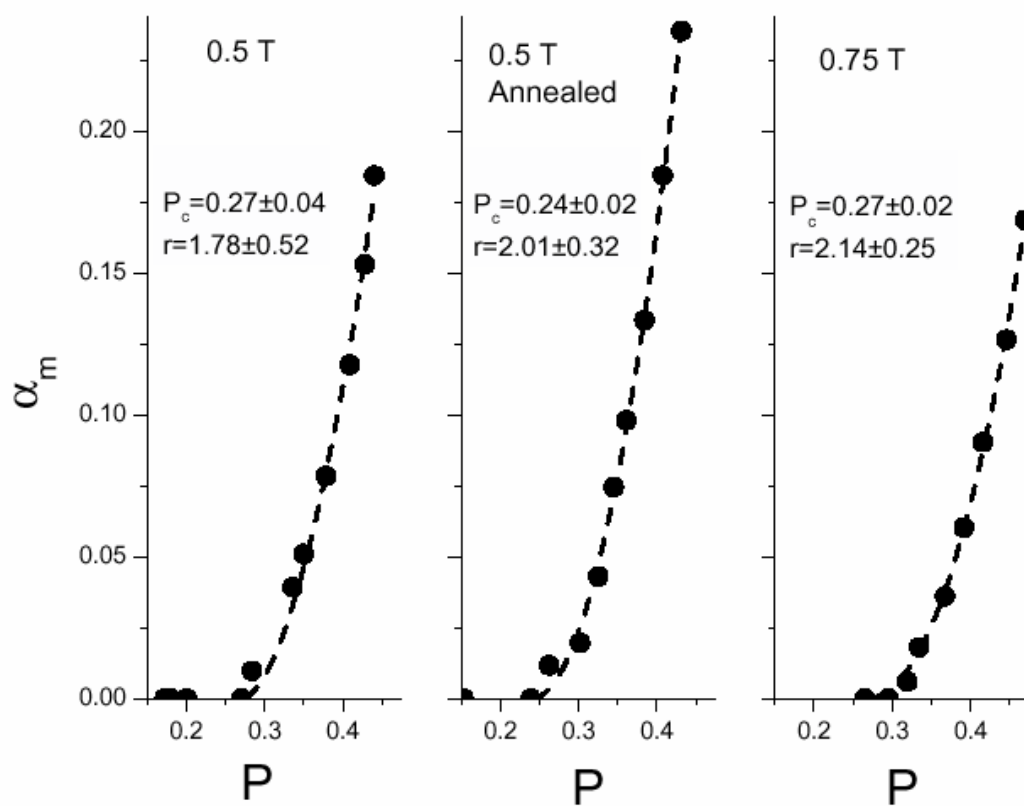 0.5 T
0.5 T
Annealed
0.75 T
0.20
P_c=0.27±0.04
r=1.78±0.52
P_c=0.24±0.02
r=2.01±0.32
P_c=0.27±0.02
r=2.14±0.25
0.15
α_m
0.10
0.05
0.00
0.2 0.3 0.4
0.2 0.3 0.4
0.2 0.3 0.4
P
P
P